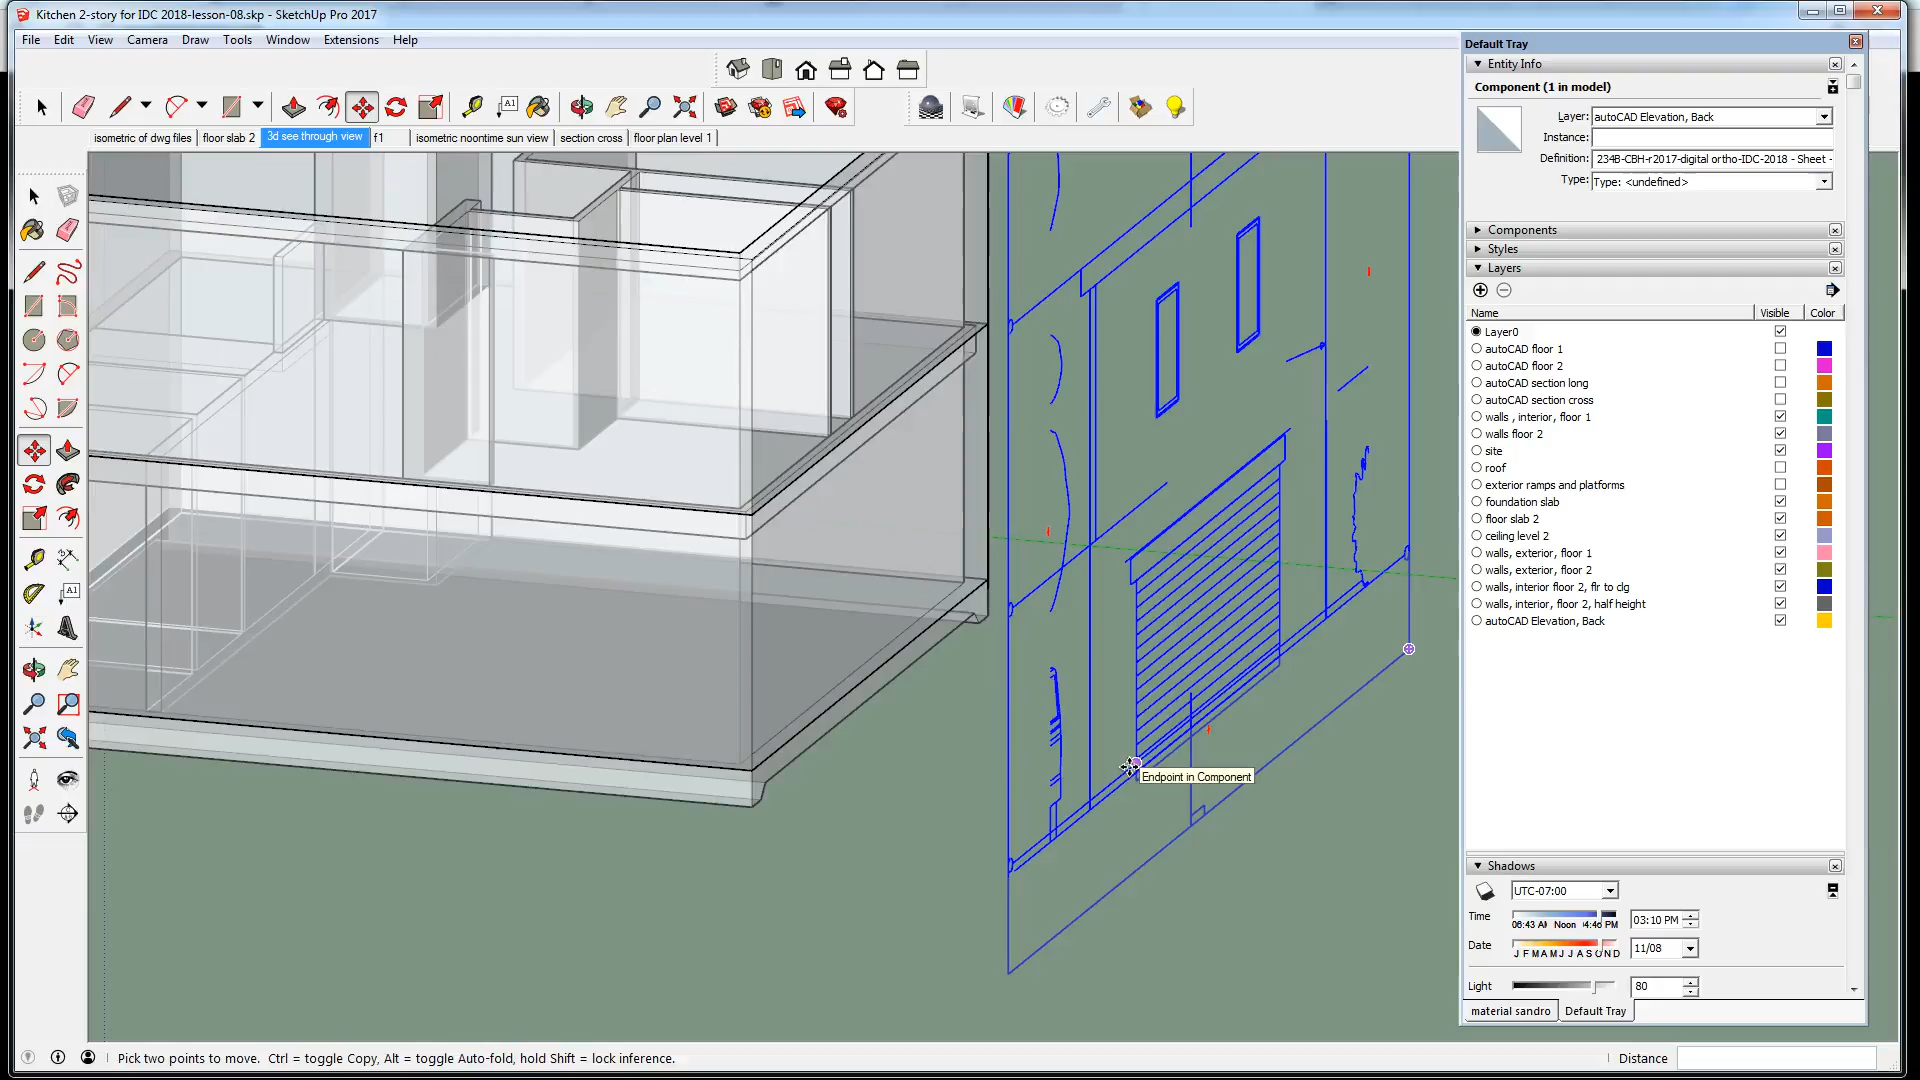 Kitchen 2-story for IDC 2018-lesson-08.skp - SketchUp Pro 2017
File Edit View Camera Draw Tools Window Extensions Help
isometric of dwg files floor slab 2 3d see through view f1 isometric noontime sun view section cross floor plan level 1
Default Tray
Entity Info
Component (1 in model)
Layer: autoCAD Elevation, Back
Instance:
Definition: 234B-CBH-r2017-digital ortho-IDC-2018 - Sheet -
Type: Type: <undefined>
Components
Styles
Layers
Name Visible Color
Layer0
autoCAD floor 1
autoCAD floor 2
autoCAD section long
autoCAD section cross
walls , interior, floor 1
walls floor 2
site
roof
exterior ramps and platforms
foundation slab
floor slab 2
ceiling level 2
walls, exterior, floor 1
walls, exterior, floor 2
walls, interior floor 2, flr to clg
walls, interior, floor 2, half height
autoCAD Elevation, Back
Endpoint in Component
Shadows
UTC-07:00
Time 03:10 PM
06:43 AM Noon 4:46 PM
Date 11/08
J F M A M J J A S O N D
Light 80
material sandro Default Tray
Pick two points to move. Ctrl = toggle Copy, Alt = toggle Auto-fold, hold Shift = lock inference.
Distance